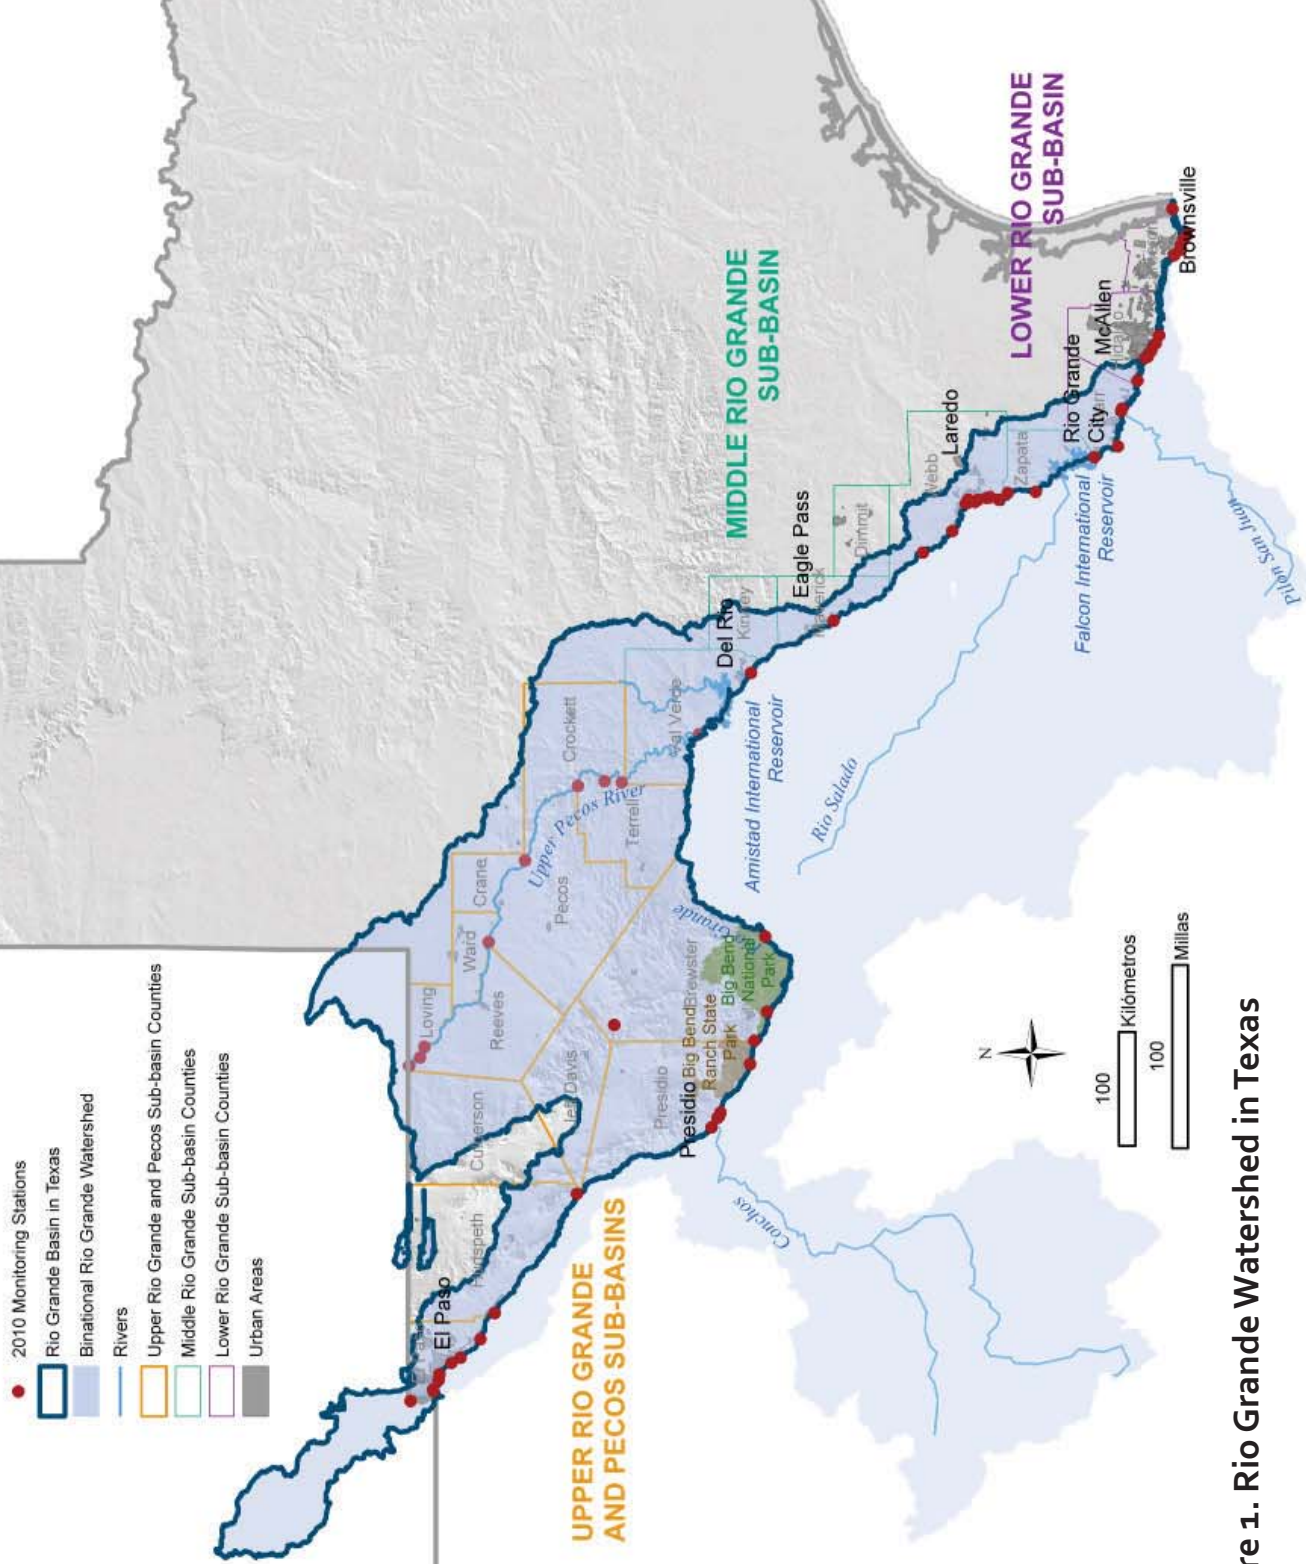 2010 Monitoring Stations
Rio Grande Basin in Texas
Binational Rio Grande Watershed
Rivers
Upper Rio Grande and Pecos Sub-basin Counties
Middle Rio Grande Sub-basin Counties
Lower Rio Grande Sub-basin Counties
Urban Areas
UPPER RIO GRANDE
AND PECOS SUB-BASINS
MIDDLE RIO GRANDE
SUB-BASIN
LOWER RIO GRANDE
SUB-BASIN
El Paso
Hudspeth
Culberson
Jeff Davis
Reeves
Loving
Ward
Crane
Pecos
Upper Pecos River
Crockett
Terrell
Val Verde
Presidio
Presidio
Brewster
Big Bend
Ranch State
Park
Big Bend
National
Park
Grande
Conchos
Amistad International
Reservoir
Del Rio
Kinney
Eagle Pass
Maverick
Dimmit
Webb
Laredo
Zapata
Rio Salado
Falcon International
Reservoir
Rio Grande
City
McAllen
Hidalgo
Brownsville
Pilon San Juan
N
100
Kilómetros
100
Millas
re 1. Rio Grande Watershed in Texas